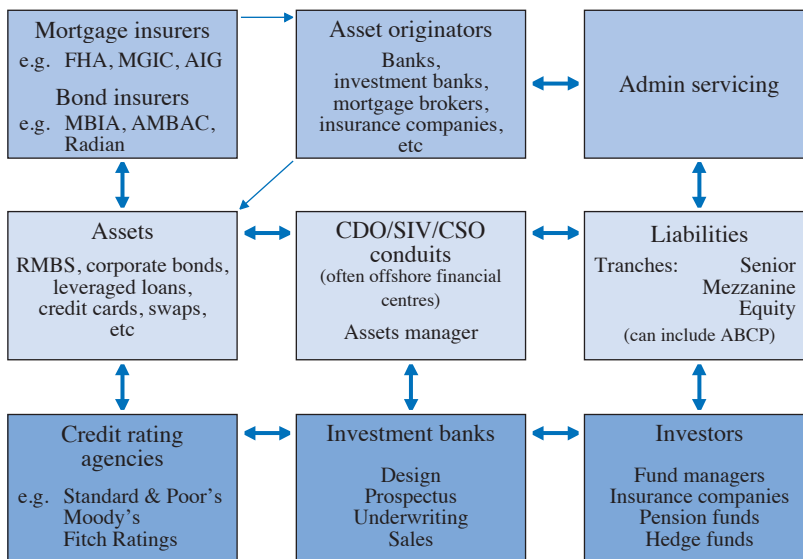 Mortgage insurers
e.g. FHA, MGIC, AIG
Bond insurers
e.g. MBIA, AMBAC,
Radian
Asset originators
Banks,
investment banks,
mortgage brokers,
insurance companies,
etc
Admin servicing
Assets
RMBS, corporate bonds,
leveraged loans,
credit cards, swaps,
etc
CDO/SIV/CSO
conduits
(often offshore financial
centres)
Assets manager
Liabilities
Tranches: Senior
Mezzanine
Equity
(can include ABCP)
Credit rating
agencies
e.g. Standard & Poor's
Moody's
Fitch Ratings
Investment banks
Design
Prospectus
Underwriting
Sales
Investors
Fund managers
Insurance companies
Pension funds
Hedge funds